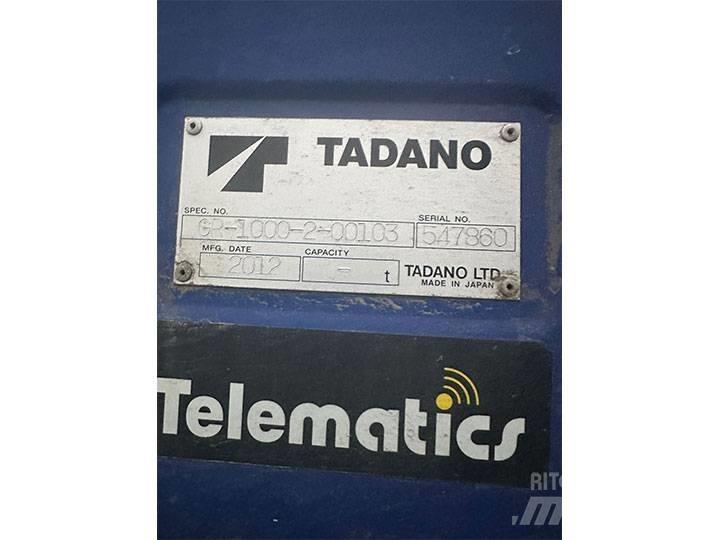 TADANO
SPEC. NO. SERIAL NO.
GR-1000-2-00103 547860
MFG. DATE CAPACITY
2012 - t TADANO LTD.
MADE IN JAPAN
Telematics
RITC
.m